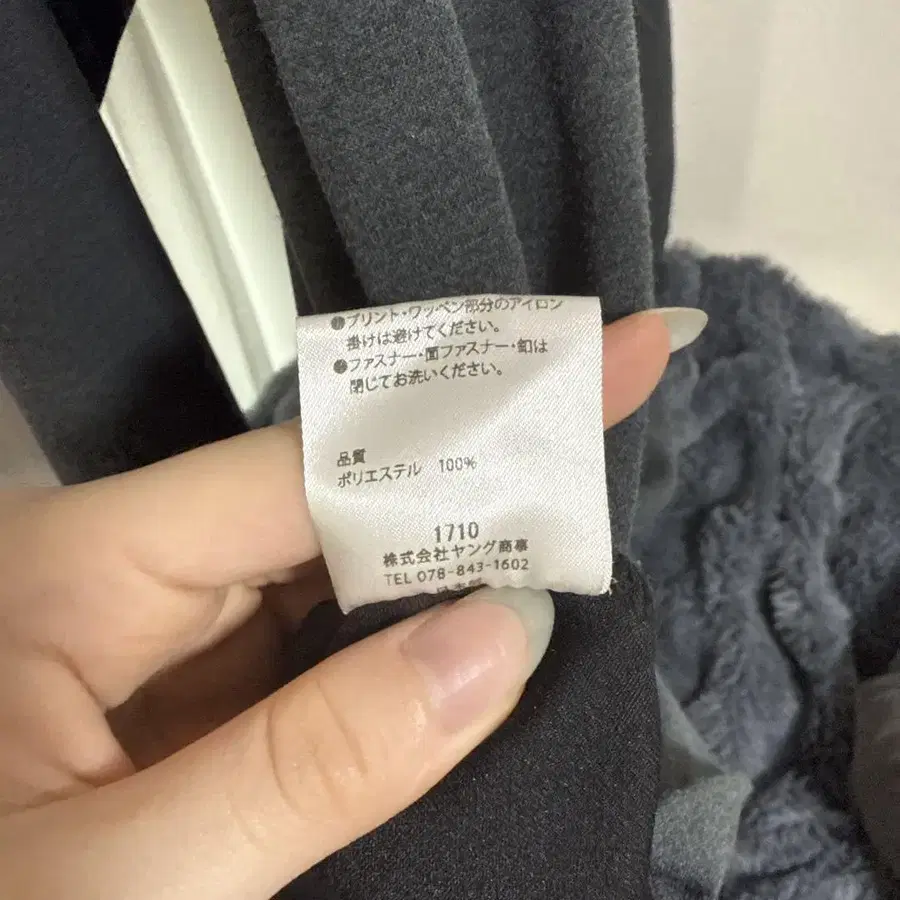 ●プリント・ワッペン部分のアイロン
掛けは避けてください。
●ファスナー・面ファスナー・釦は
閉じてお洗いください。
品質
ポリエステル 100%
1710
株式会社ヤング商事
TEL 078-843-1602